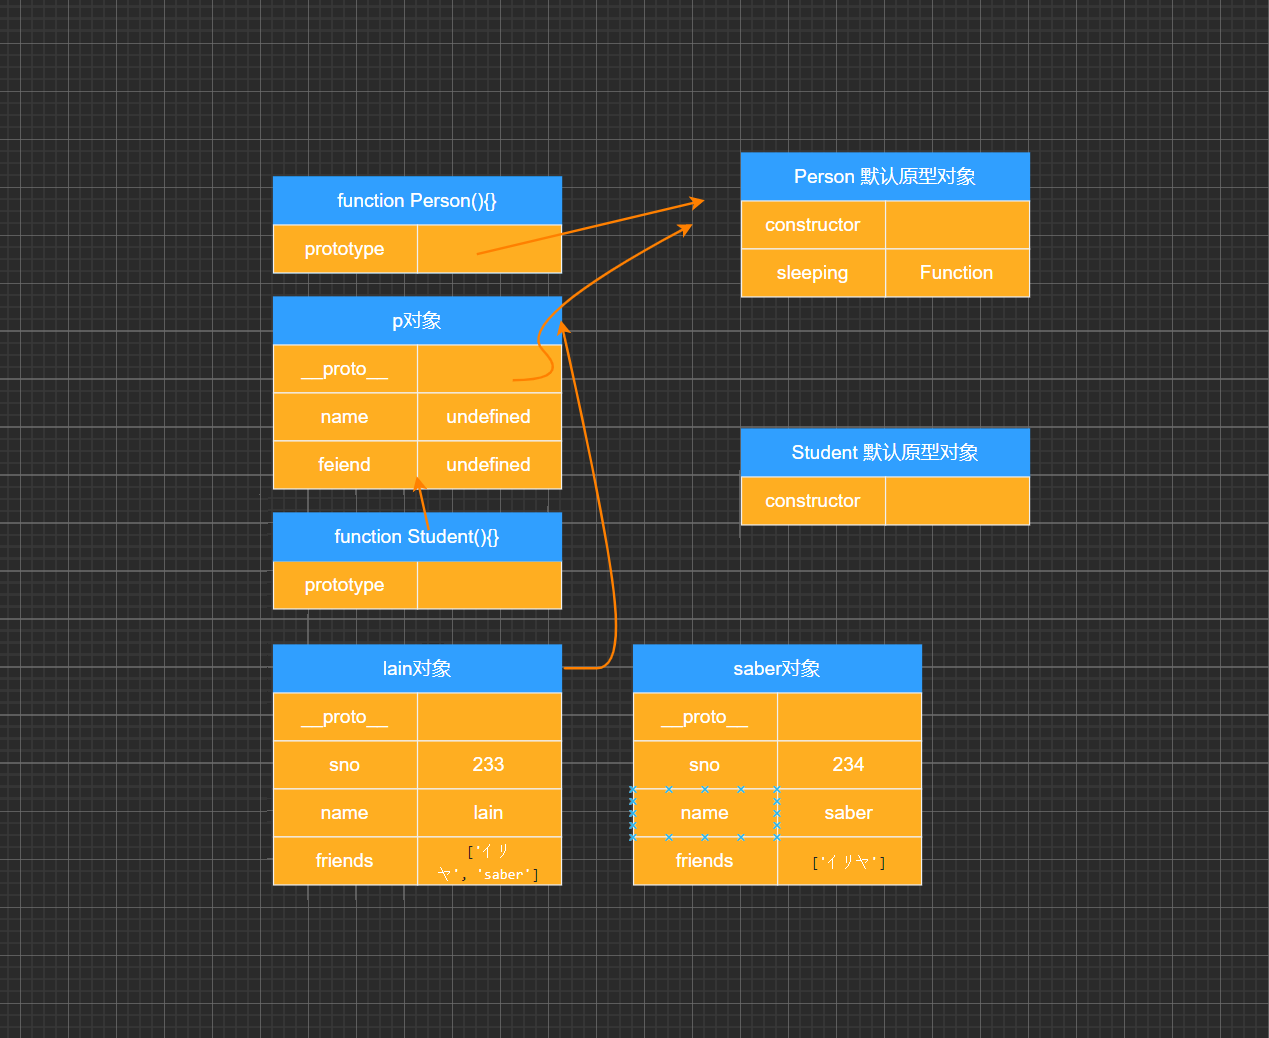 function Person(){}
prototype
Person 默认原型对象
constructor
sleeping Function
p对象
__proto__
name undefined
feiend undefined
Student 默认原型对象
constructor
function Student(){}
prototype
lain对象
__proto__
sno 233
name lain
friends ['イリ
ヤ', 'saber']
saber对象
__proto__
sno 234
name saber
friends ['イリヤ']